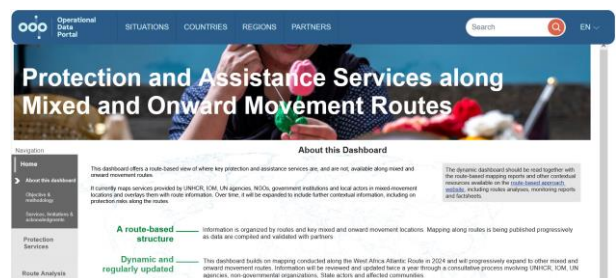 odp Operational
Data
Portal
SITUATIONS COUNTRIES REGIONS PARTNERS
Search
EN
Protection and Assistance Services along
Mixed and Onward Movement Routes
Navigation
Home
About this dashboard
Objective &
methodology
Services, limitations &
acknowledgments
Protection
Services
Route Analysis
About this Dashboard
This dashboard offers a route-based view of where key protection and assistance services are, and are not, available along mixed and
onward movement routes.
It currently maps services provided by UNHCR, IOM, UN agencies, NGOs, government institutions and local actors in mixed-movement
locations and overlays them with route information. Over time, it will be expanded to include further contextual information, including on
protection risks along the routes.
The dynamic dashboard should be read together with
the route-based mapping reports and other contextual
resources available on the route-based approach
website, including routes analyses, monitoring reports
and factsheets.
A route-based
structure
Information is organized by routes and key mixed and onward movement locations. Mapping along routes is being published progressively
as data are compiled and validated with partners.
Dynamic and
regularly updated
This dashboard builds on mapping conducted along the West Africa Atlantic Route in 2024 and will progressively expand to other mixed and
onward movement routes. Information will be reviewed and updated twice a year through a consultative process involving UNHCR, IOM, UN
agencies, non-governmental organizations, State actors and affected communities.